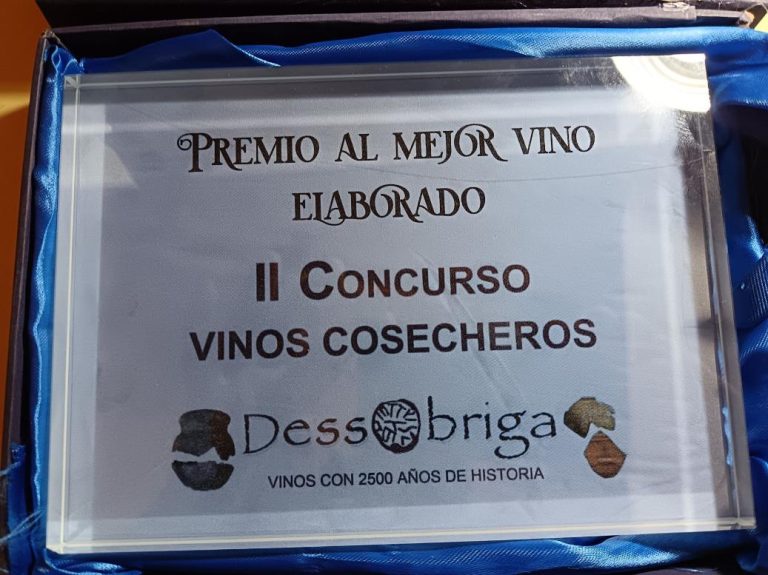 PREMIO AL MEJOR VINO
ELABORADO
II CONCURSO
VINOS COSECHEROS
Dessobriga
VINOS CON 2500 AÑOS DE HISTORIA